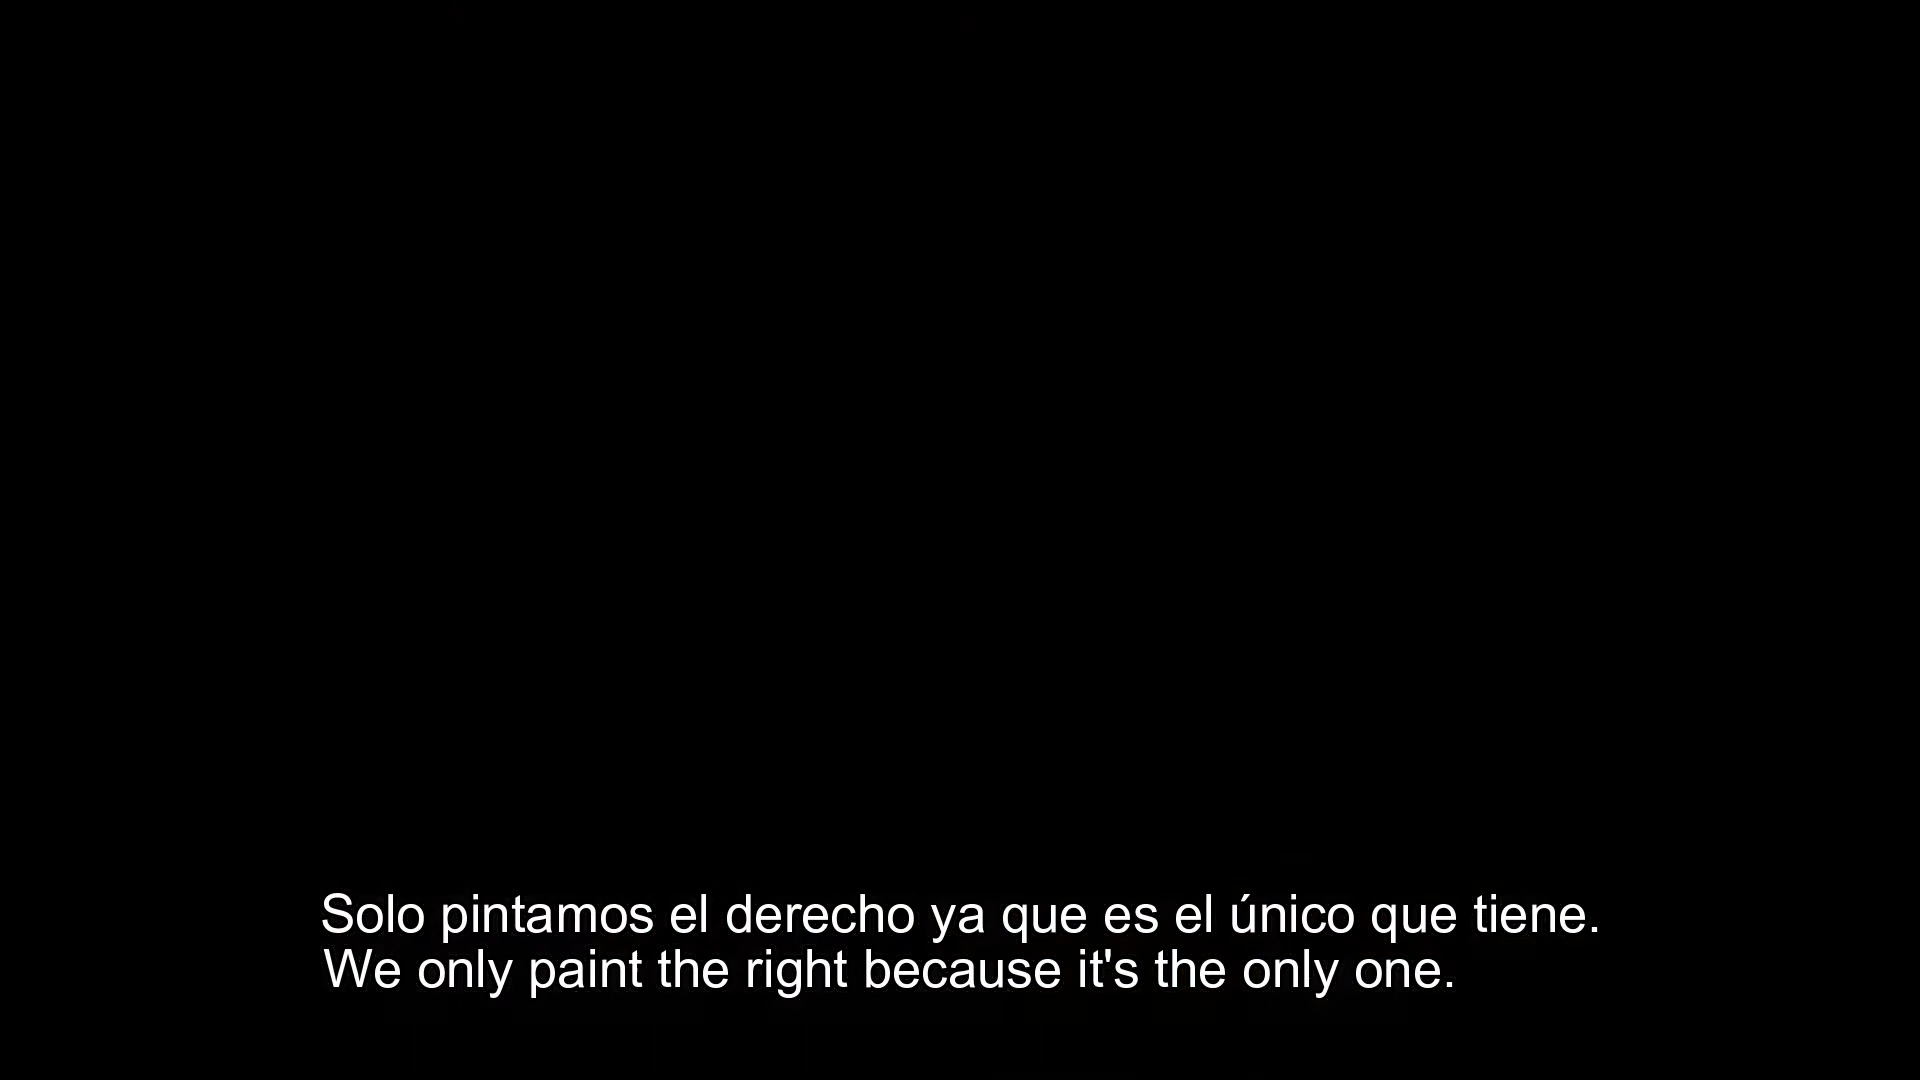 Solo pintamos el derecho ya que es el único que tiene.
We only paint the right because it's the only one.